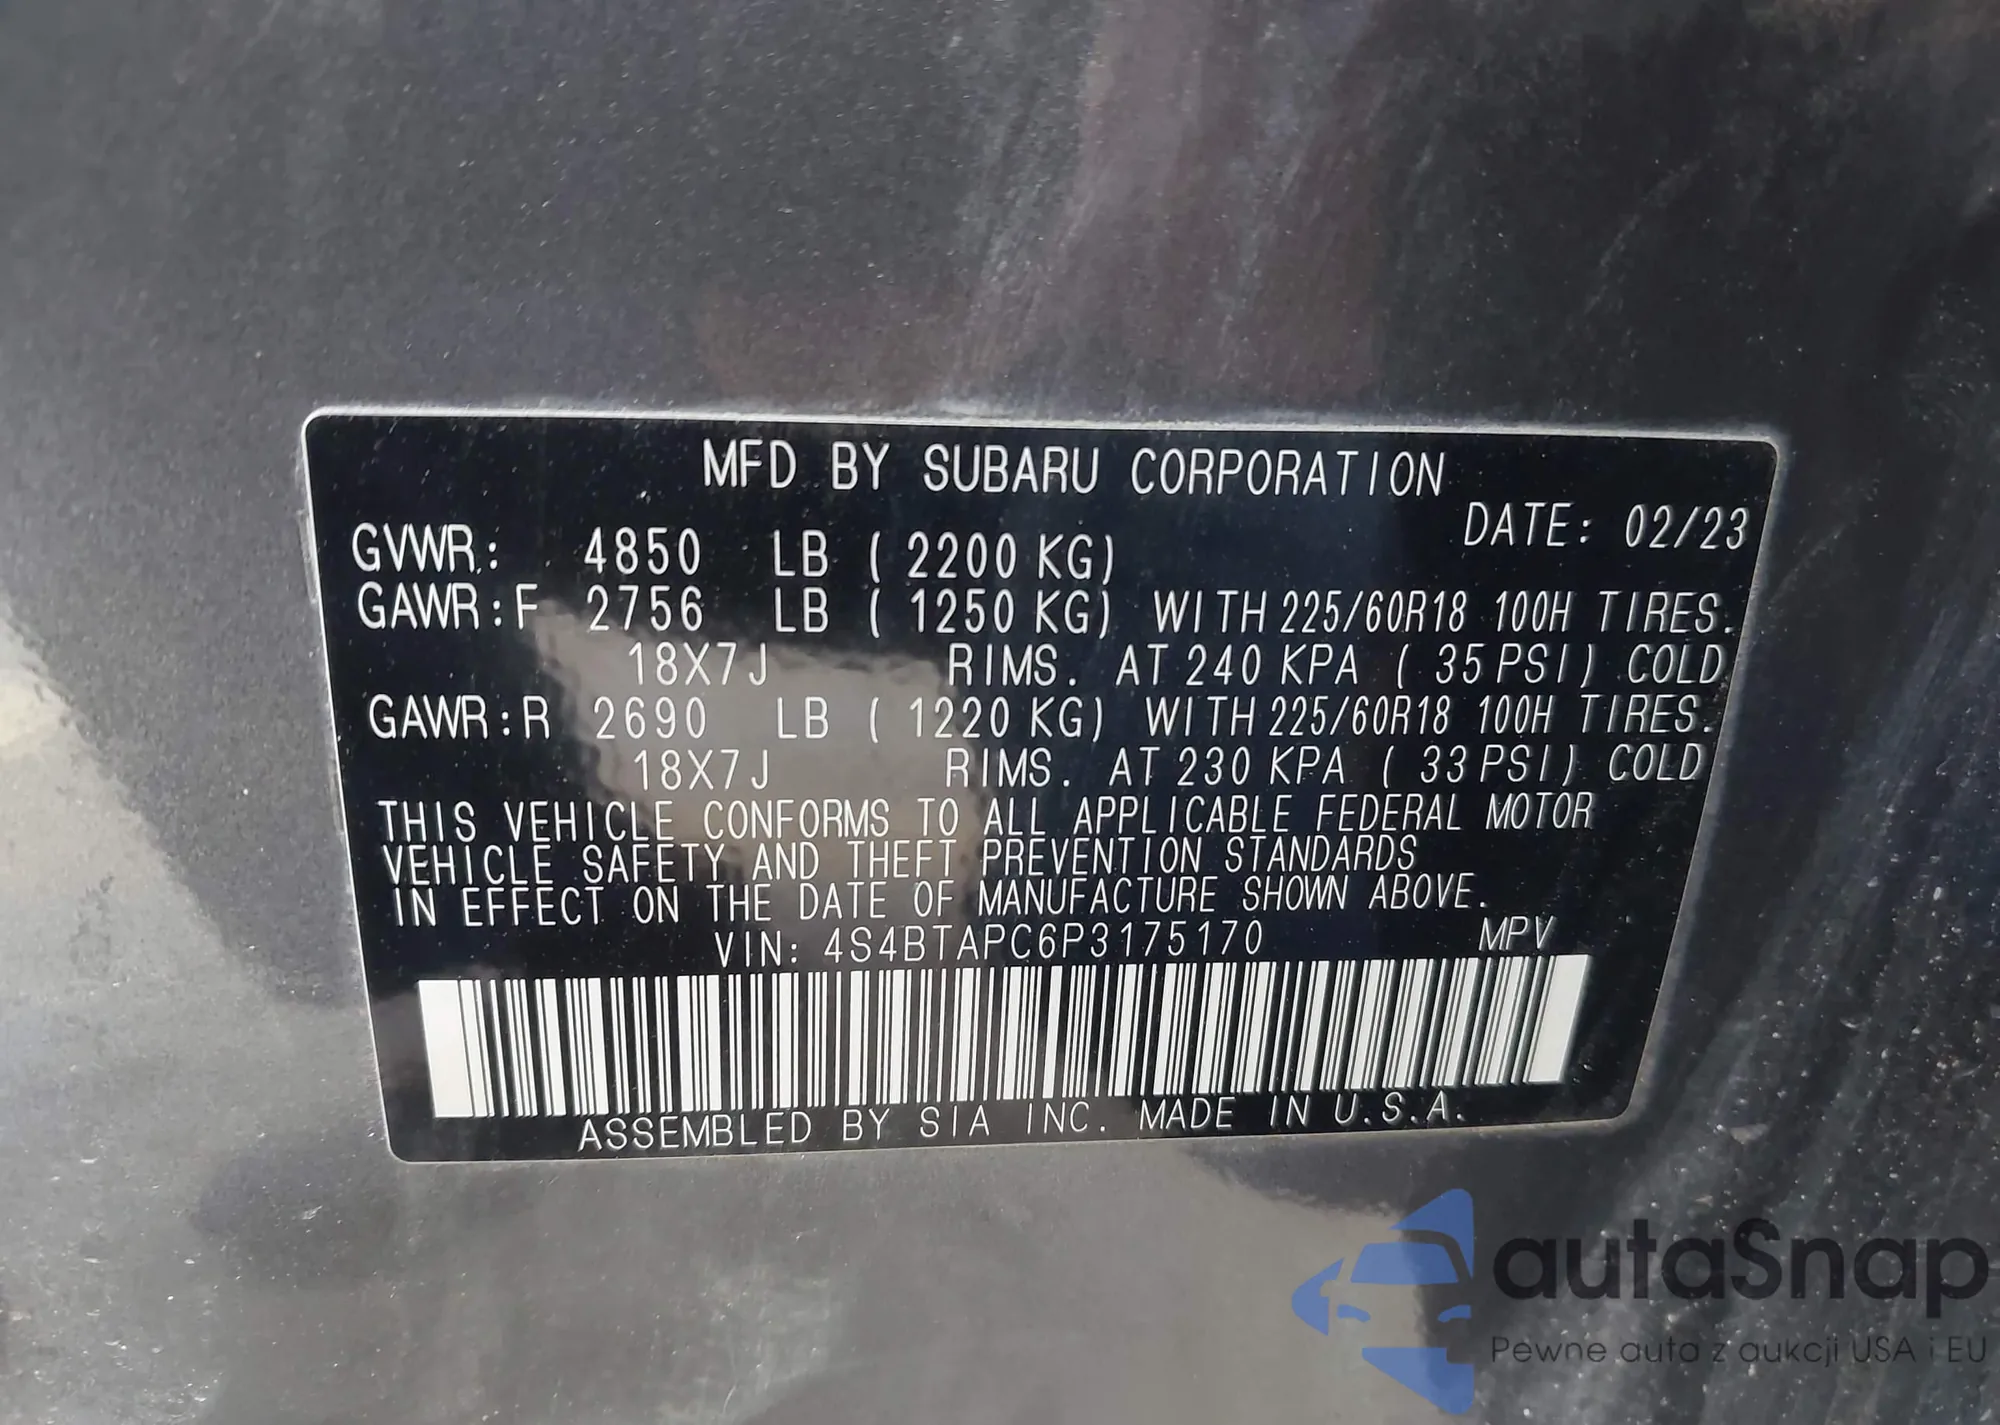 MFD BY SUBARU CORPORATION
DATE: 02/23
GVWR: 4850 LB ( 2200 KG)
GAWR:F 2756 LB ( 1250 KG) WITH 225/60R18 100H TIRES.
18X7J RIMS. AT 240 KPA ( 35 PSI) COLD
GAWR:R 2690 LB ( 1220 KG) WITH 225/60R18 100H TIRES.
18X7J RIMS. AT 230 KPA ( 33 PSI) COLD
THIS VEHICLE CONFORMS TO ALL APPLICABLE FEDERAL MOTOR
VEHICLE SAFETY AND THEFT PREVENTION STANDARDS
IN EFFECT ON THE DATE OF MANUFACTURE SHOWN ABOVE.
VIN: 4S4BTAPC6P3175170 MPV
ASSEMBLED BY SIA INC. MADE IN U.S.A.
autaSnap
Pewne auta z aukcji USA i EU